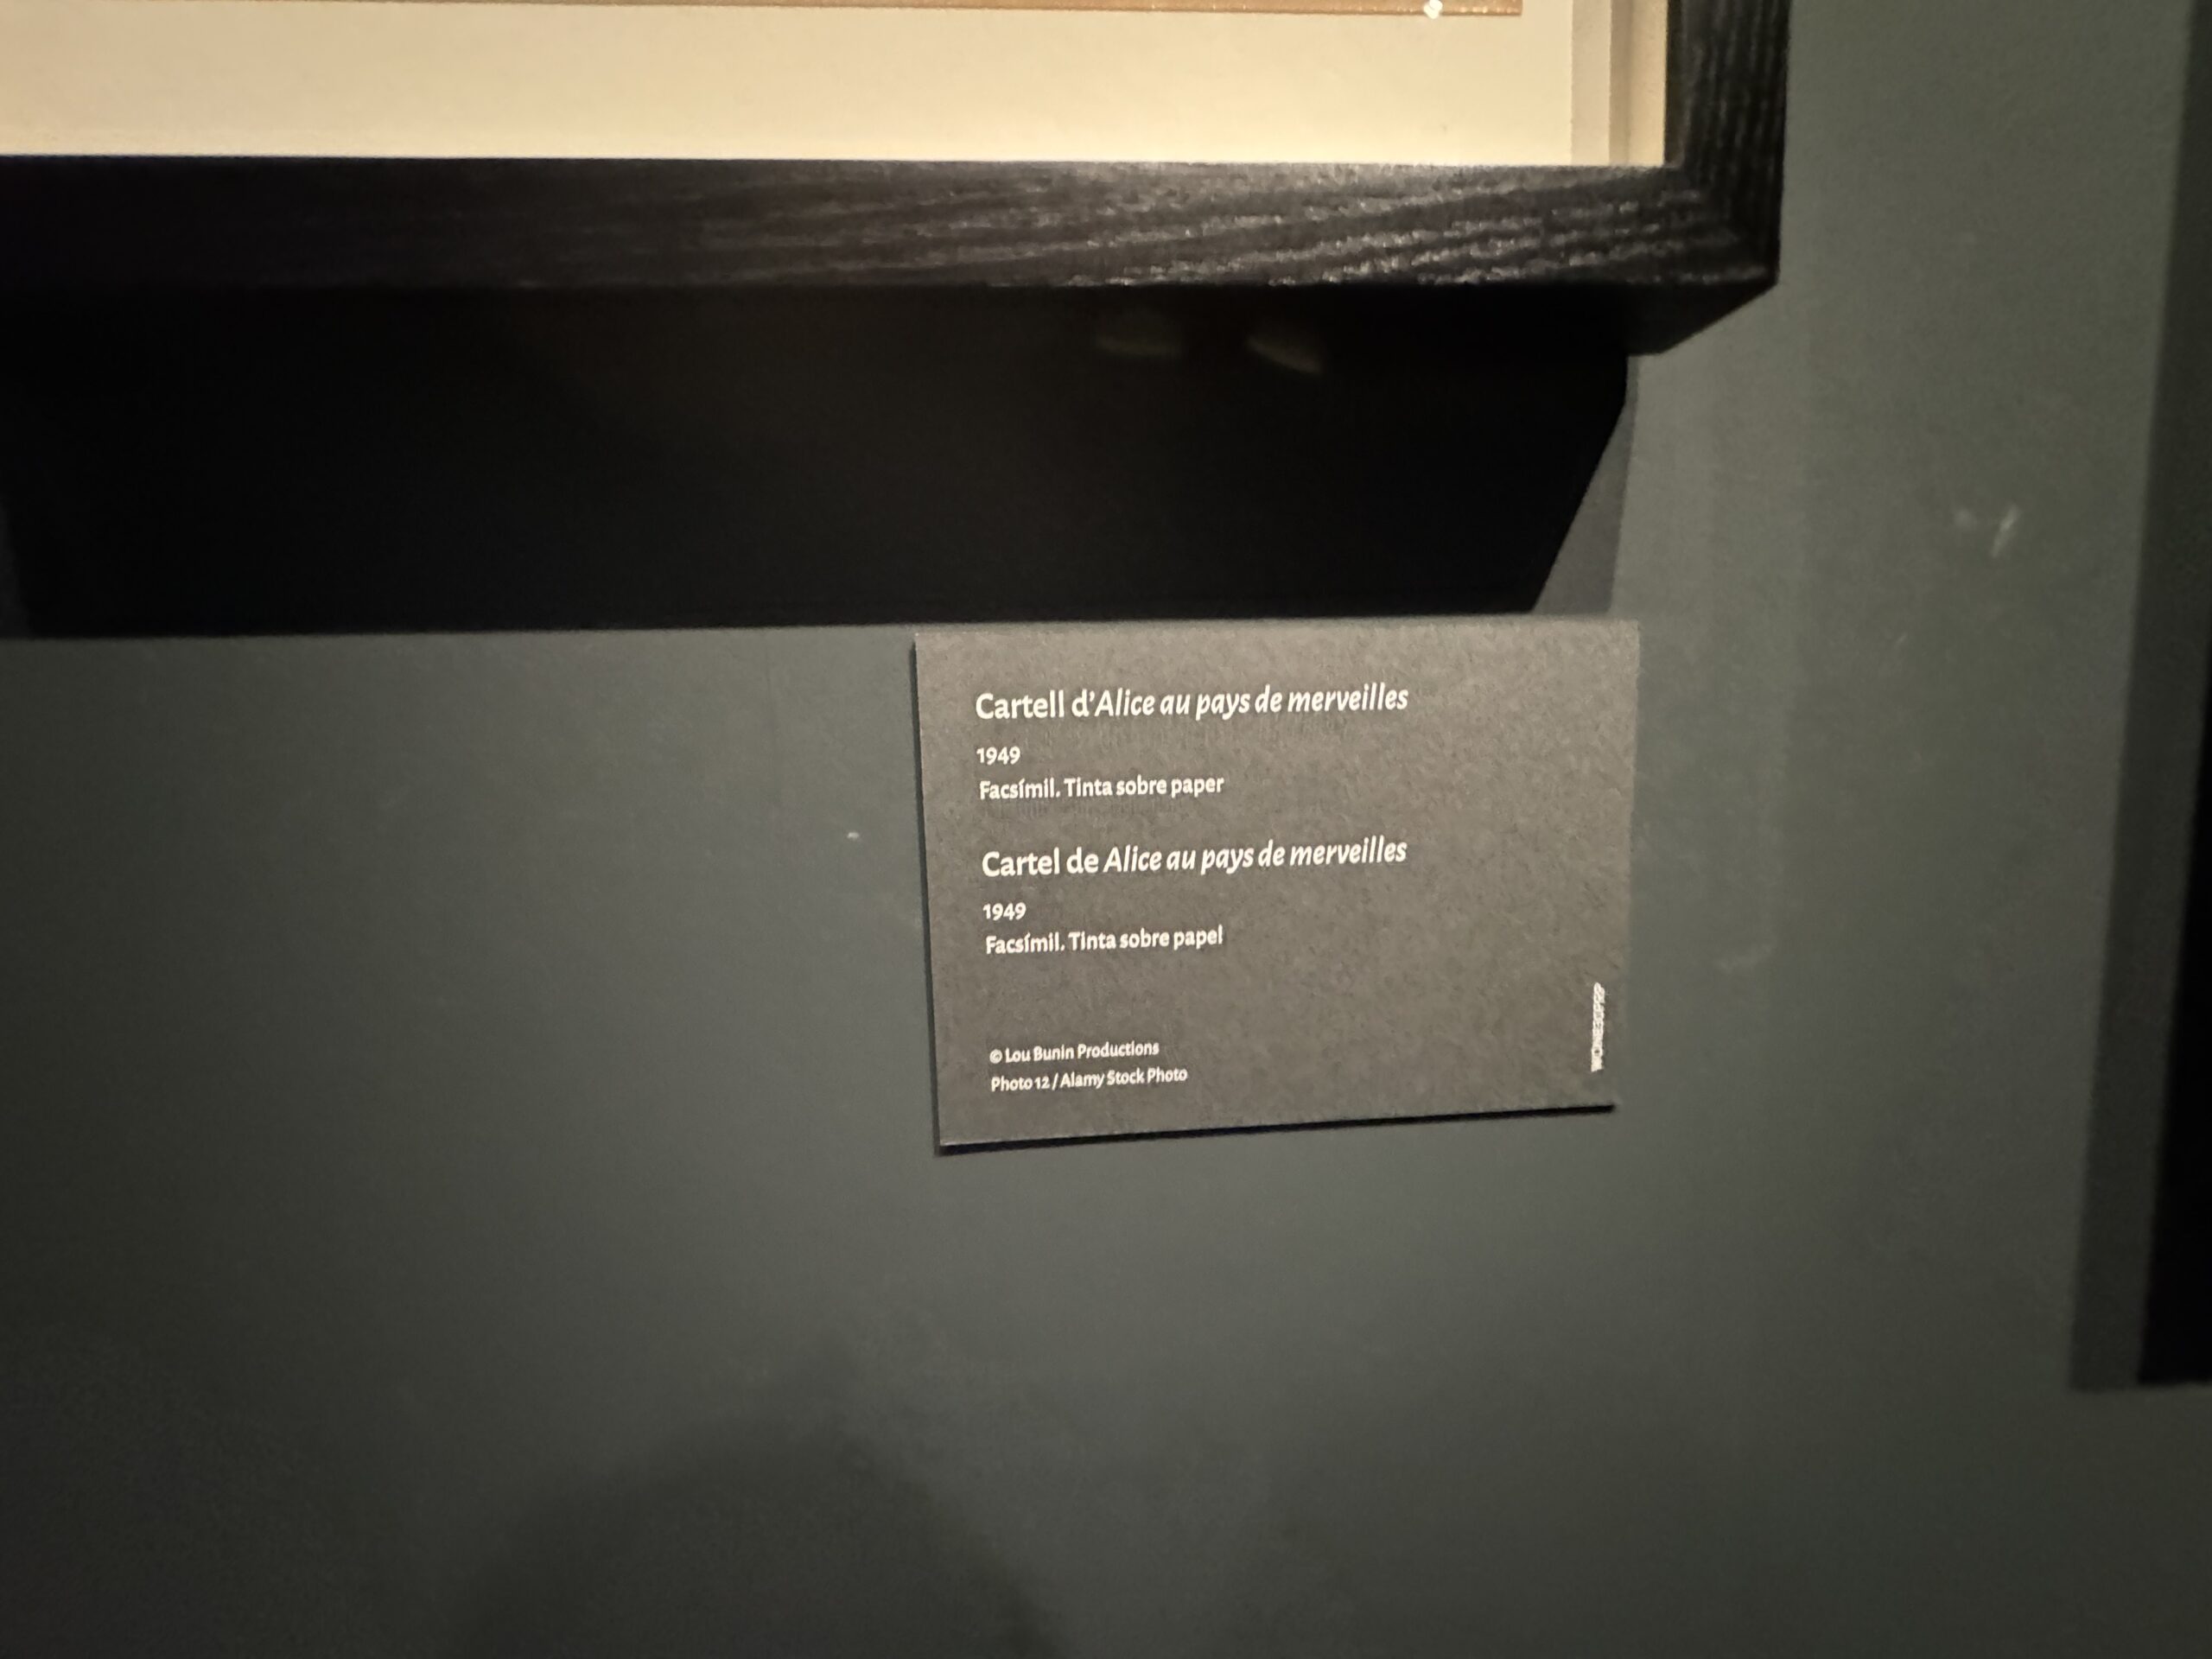 Cartell d'Alice au pays de merveilles
1949
Facsímil. Tinta sobre paper
Cartel de Alice au pays de merveilles
1949
Facsímil. Tinta sobre papel
© Lou Bunin Productions
Photo 12 / Alamy Stock Photo